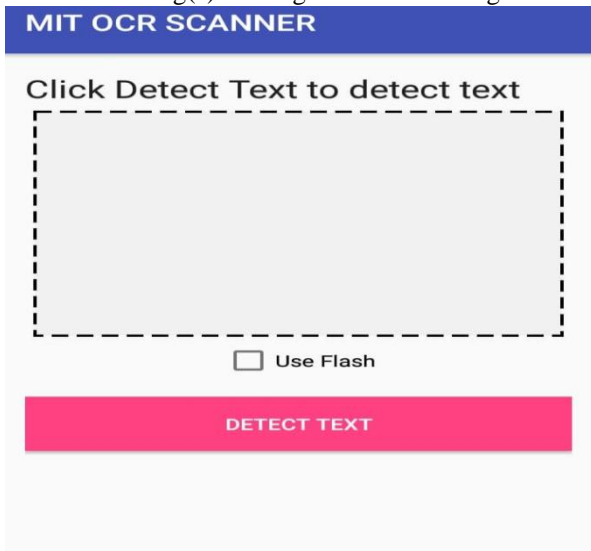 MIT OCR SCANNER
Click Detect Text to detect text
Use Flash
DETECT TEXT